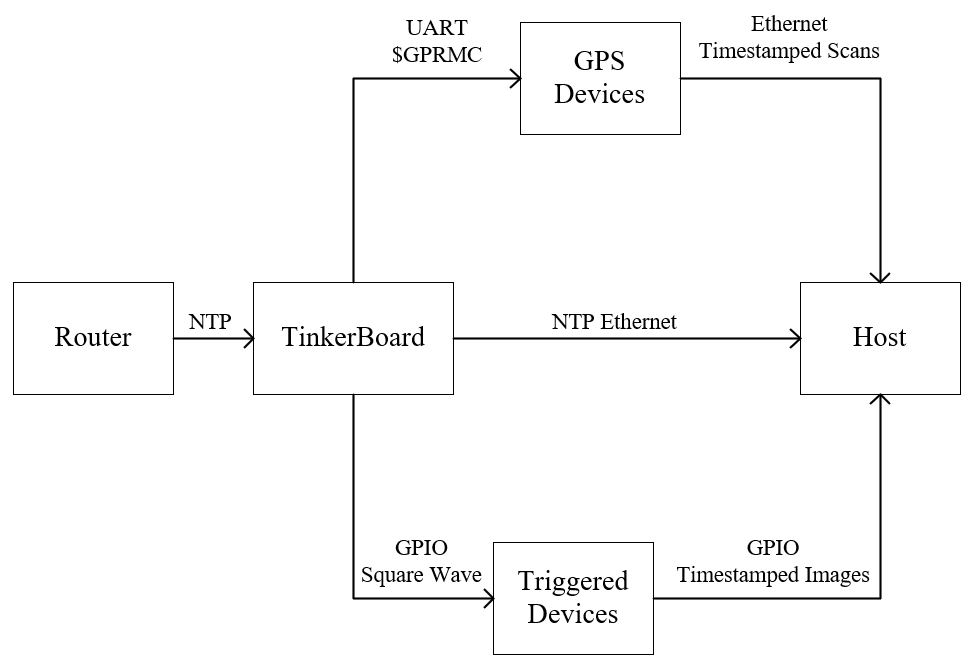 UART
$GPRMC
GPS
Devices
Ethernet
Timestamped Scans
Router
NTP
TinkerBoard
NTP Ethernet
Host
GPIO
Square Wave
Triggered
Devices
GPIO
Timestamped Images